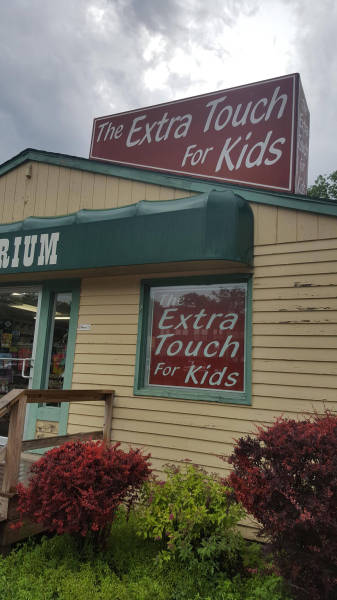 The Extra Touch
For Kids
RIUM
The
Extra
Touch
For Kids